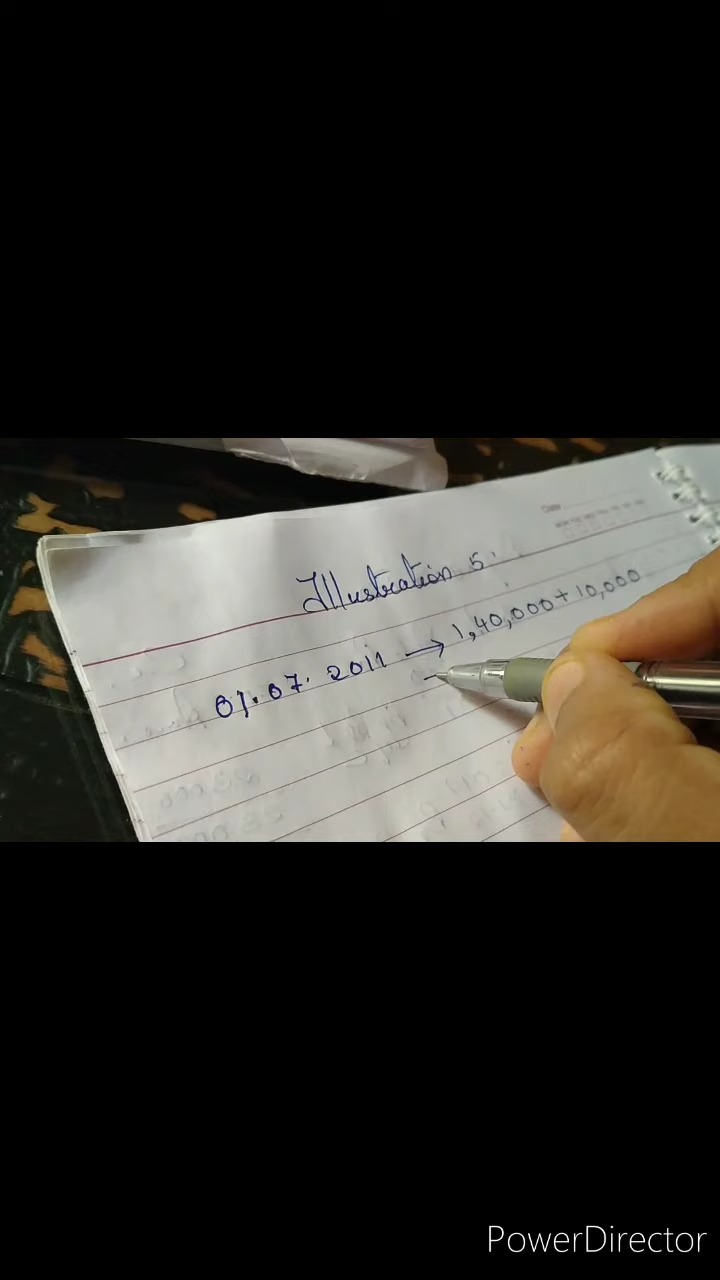 Illustration 5:
01.07.2011 → 1,40,000 + 10,000
PowerDirector